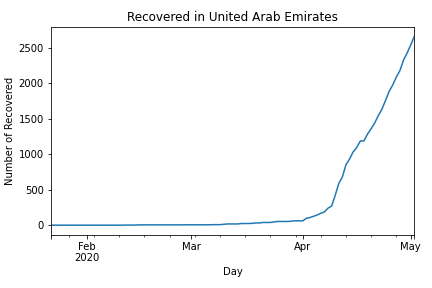 Recovered in United Arab Emirates
Number of Recovered
2500
2000
1500
1000
500
0
Feb
2020
Mar
Apr
May
Day